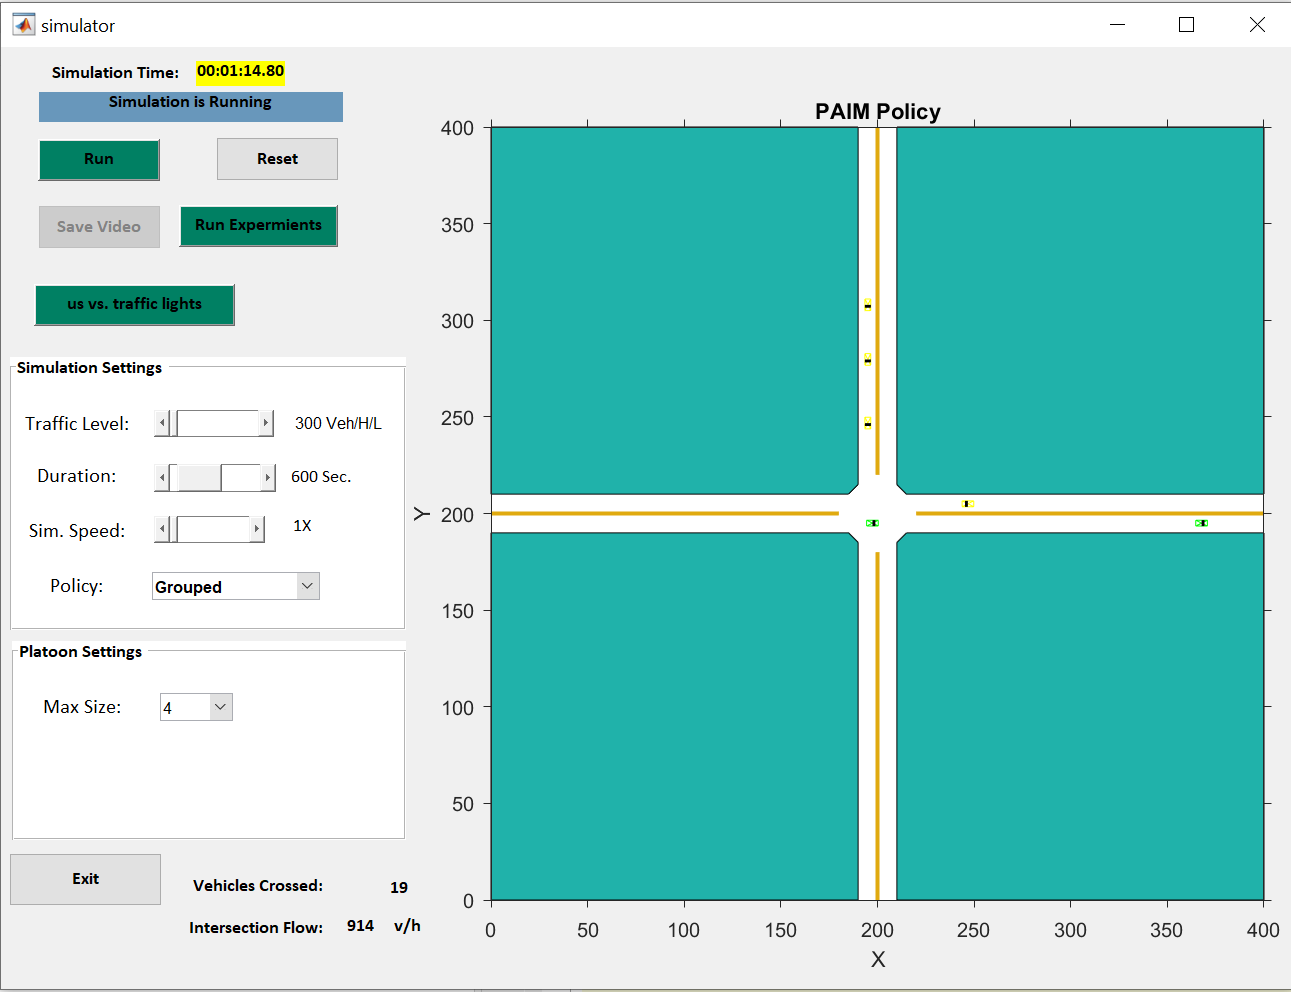 simulator
Simulation Time: 00:01:14.80
Simulation is Running
Run Reset
Save Video Run Expermients
us vs. traffic lights
Simulation Settings
Traffic Level: 300 Veh/H/L
Duration: 600 Sec.
Sim. Speed: 1X
Policy: Grouped
Platoon Settings
Max Size: 4
Exit
Vehicles Crossed: 19
Intersection Flow: 914 v/h
PAIM Policy
400
350
300
250
200
150
100
50
0
Y
0 50 100 150 200 250 300 350 400
X